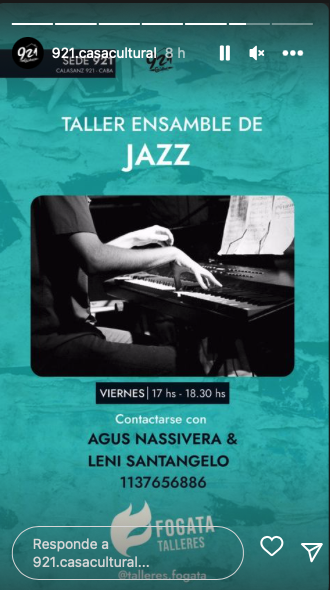 921.casacultural 8 h
921
SEDE 921
CALASANZ 921 - CABA
921
TALLER ENSAMBLE DE
JAZZ
VIERNES | 17 hs - 18.30 hs
Contactarse con
AGUS NASSIVERA &
LENI SANTANGELO
1137656886
FOGATA
TALLERES
Responde a
921.casacultural...
@talleres.fogata